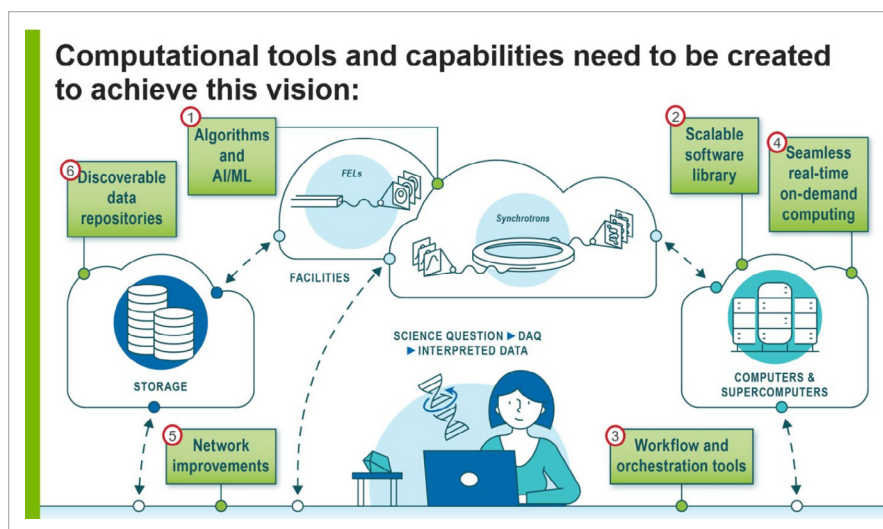 Computational tools and capabilities need to be created
to achieve this vision:
1
Algorithms
and
AI/ML
2
Scalable
software
library
4
Seamless
real-time
on-demand
computing
6
Discoverable
data
repositories
FELs
Synchrotrons
FACILITIES
SCIENCE QUESTION ▶ DAQ
▶ INTERPRETED DATA
STORAGE
COMPUTERS &
SUPERCOMPUTERS
5
Network
improvements
3
Workflow and
orchestration tools